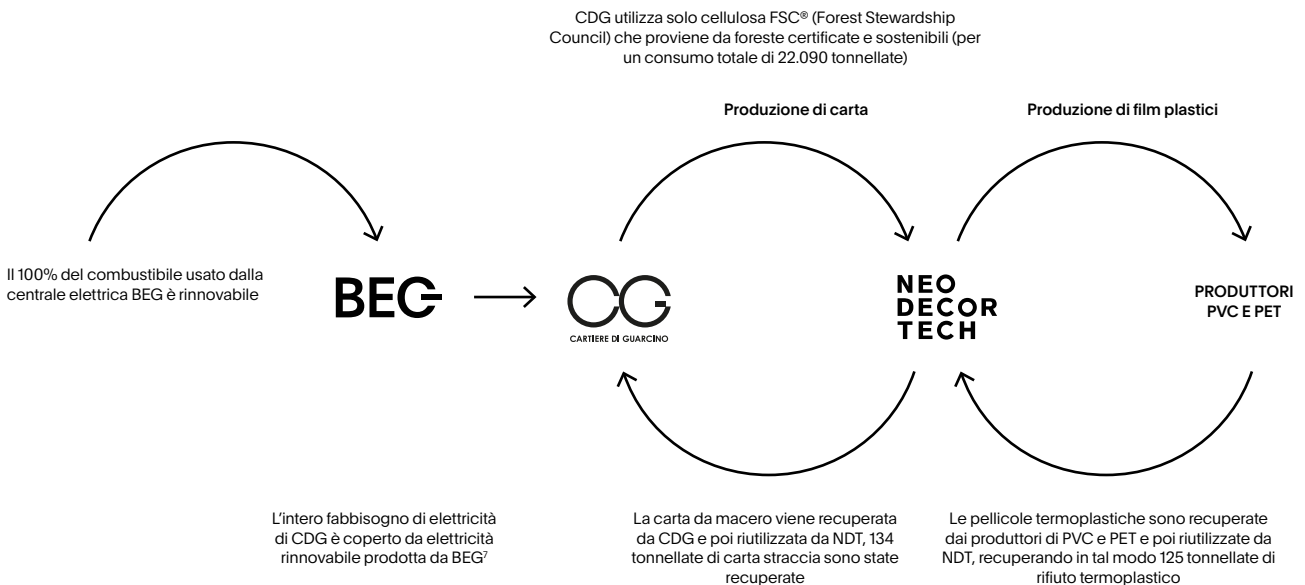 CDG utilizza solo cellulosa FSC® (Forest Stewardship
Council) che proviene da foreste certificate e sostenibili (per
un consumo totale di 22.090 tonnellate)
Produzione di carta
Produzione di film plastici
Il 100% del combustibile usato dalla
centrale elettrica BEG è rinnovabile
BEG
CG
CARTIERE DI GUARCINO
NEO
DECOR
TECH
PRODUTTORI
PVC E PET
L'intero fabbisogno di elettricità
di CDG è coperto da elettricità
rinnovabile prodotta da BEG⁷
La carta da macero viene recuperata
da CDG e poi riutilizzata da NDT, 134
tonnellate di carta straccia sono state
recuperate
Le pellicole termoplastiche sono recuperate
dai produttori di PVC e PET e poi riutilizzate da
NDT, recuperando in tal modo 125 tonnellate di
rifiuto termoplastico